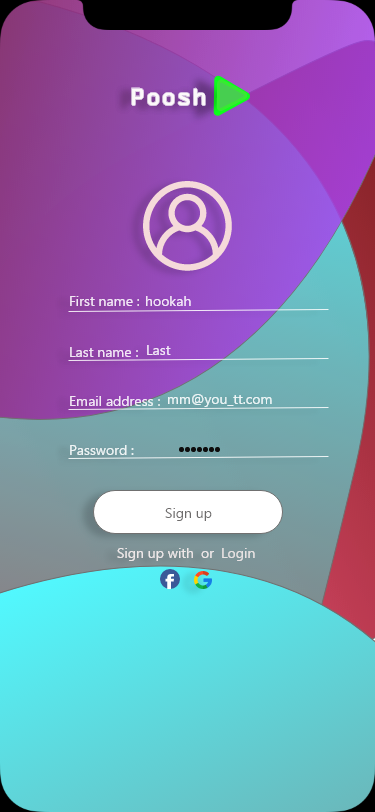 Poosh
First name : hookah
Last name : Last
Email address : mm@you_tt.com
Password : •••••••
Sign up
Sign up with or Login
f G